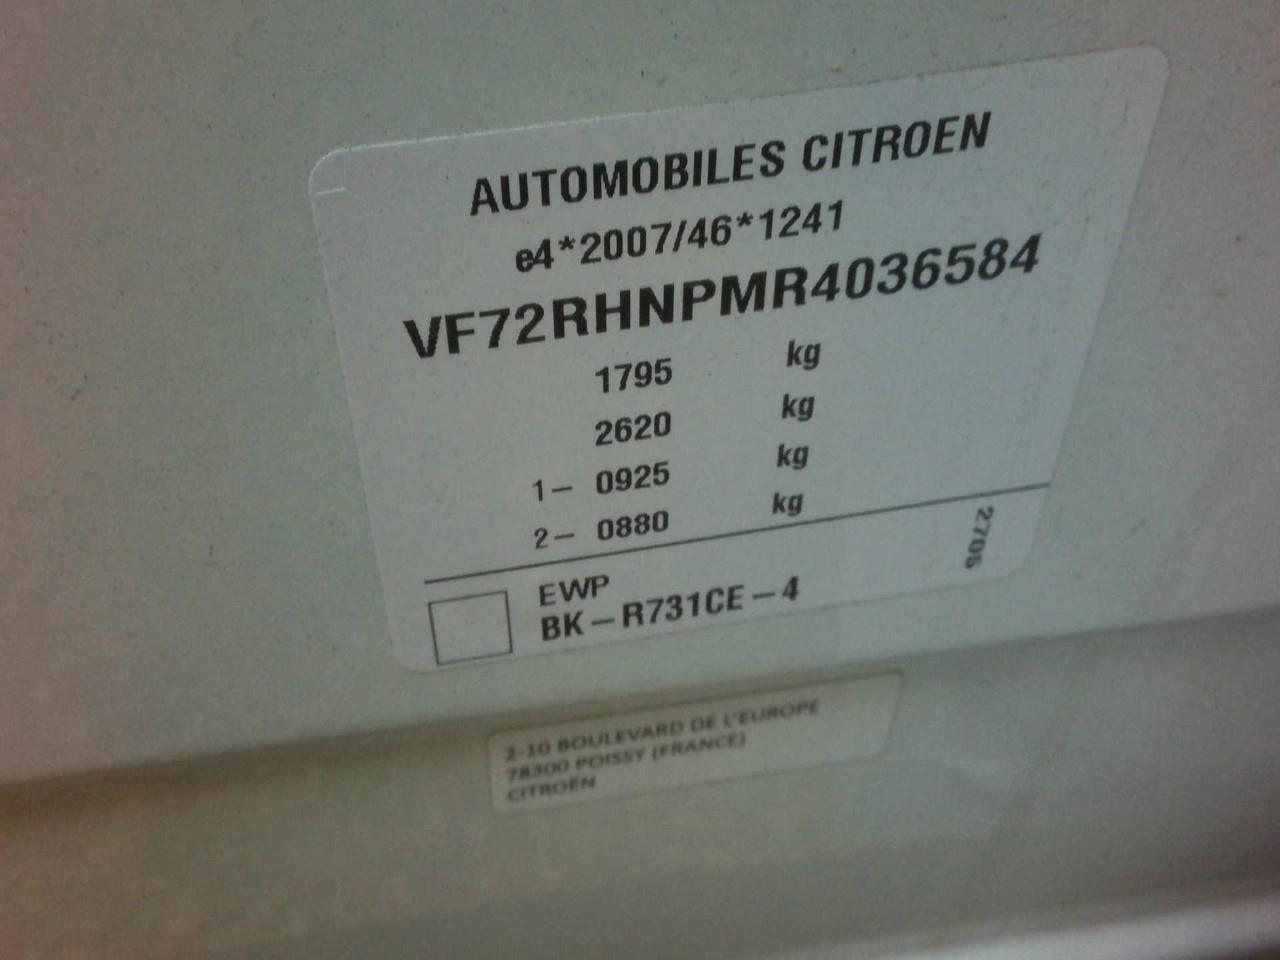 AUTOMOBILES CITROEN
e4*2007/46*1241
VF72RHNPMR4036584
1795 kg
2620 kg
1- 0925 kg
2- 0880 kg
2705
EWP
BK-R731CE-4
2-10 BOULEVARD DE L'EUROPE
78300 POISSY (FRANCE)
CITROËN